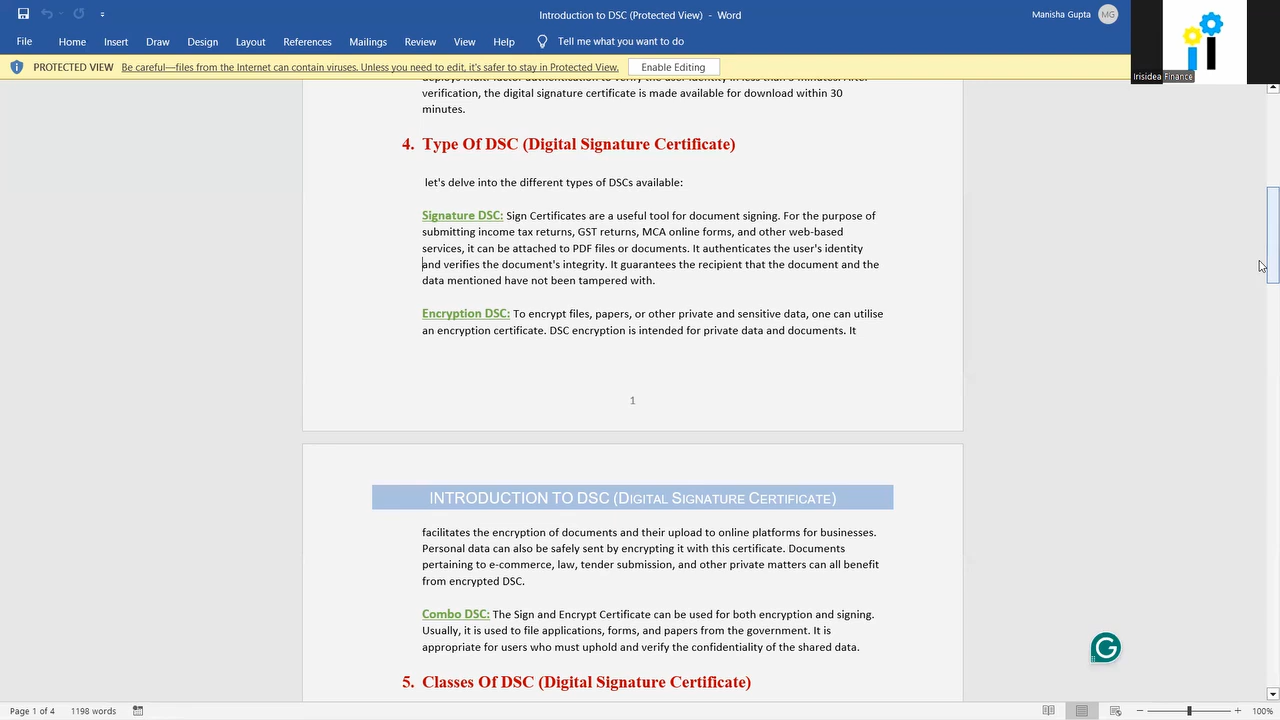 Introduction to DSC (Protected View) - Word
Manisha Gupta MG
File Home Insert Draw Design Layout References Mailings Review View Help Tell me what you want to do
PROTECTED VIEW Be careful—files from the Internet can contain viruses. Unless you need to edit, it's safer to stay in Protected View. Enable Editing
Irisidea Finance
verification, the digital signature certificate is made available for download within 30
minutes.
4. Type Of DSC (Digital Signature Certificate)
let's delve into the different types of DSCs available:
Signature DSC: Sign Certificates are a useful tool for document signing. For the purpose of
submitting income tax returns, GST returns, MCA online forms, and other web-based
services, it can be attached to PDF files or documents. It authenticates the user's identity
and verifies the document's integrity. It guarantees the recipient that the document and the
data mentioned have not been tampered with.
Encryption DSC: To encrypt files, papers, or other private and sensitive data, one can utilise
an encryption certificate. DSC encryption is intended for private data and documents. It
1
INTRODUCTION TO DSC (DIGITAL SIGNATURE CERTIFICATE)
facilitates the encryption of documents and their upload to online platforms for businesses.
Personal data can also be safely sent by encrypting it with this certificate. Documents
pertaining to e-commerce, law, tender submission, and other private matters can all benefit
from encrypted DSC.
Combo DSC: The Sign and Encrypt Certificate can be used for both encryption and signing.
Usually, it is used to file applications, forms, and papers from the government. It is
appropriate for users who must uphold and verify the confidentiality of the shared data.
5. Classes Of DSC (Digital Signature Certificate)
Page 1 of 4 1198 words 100%